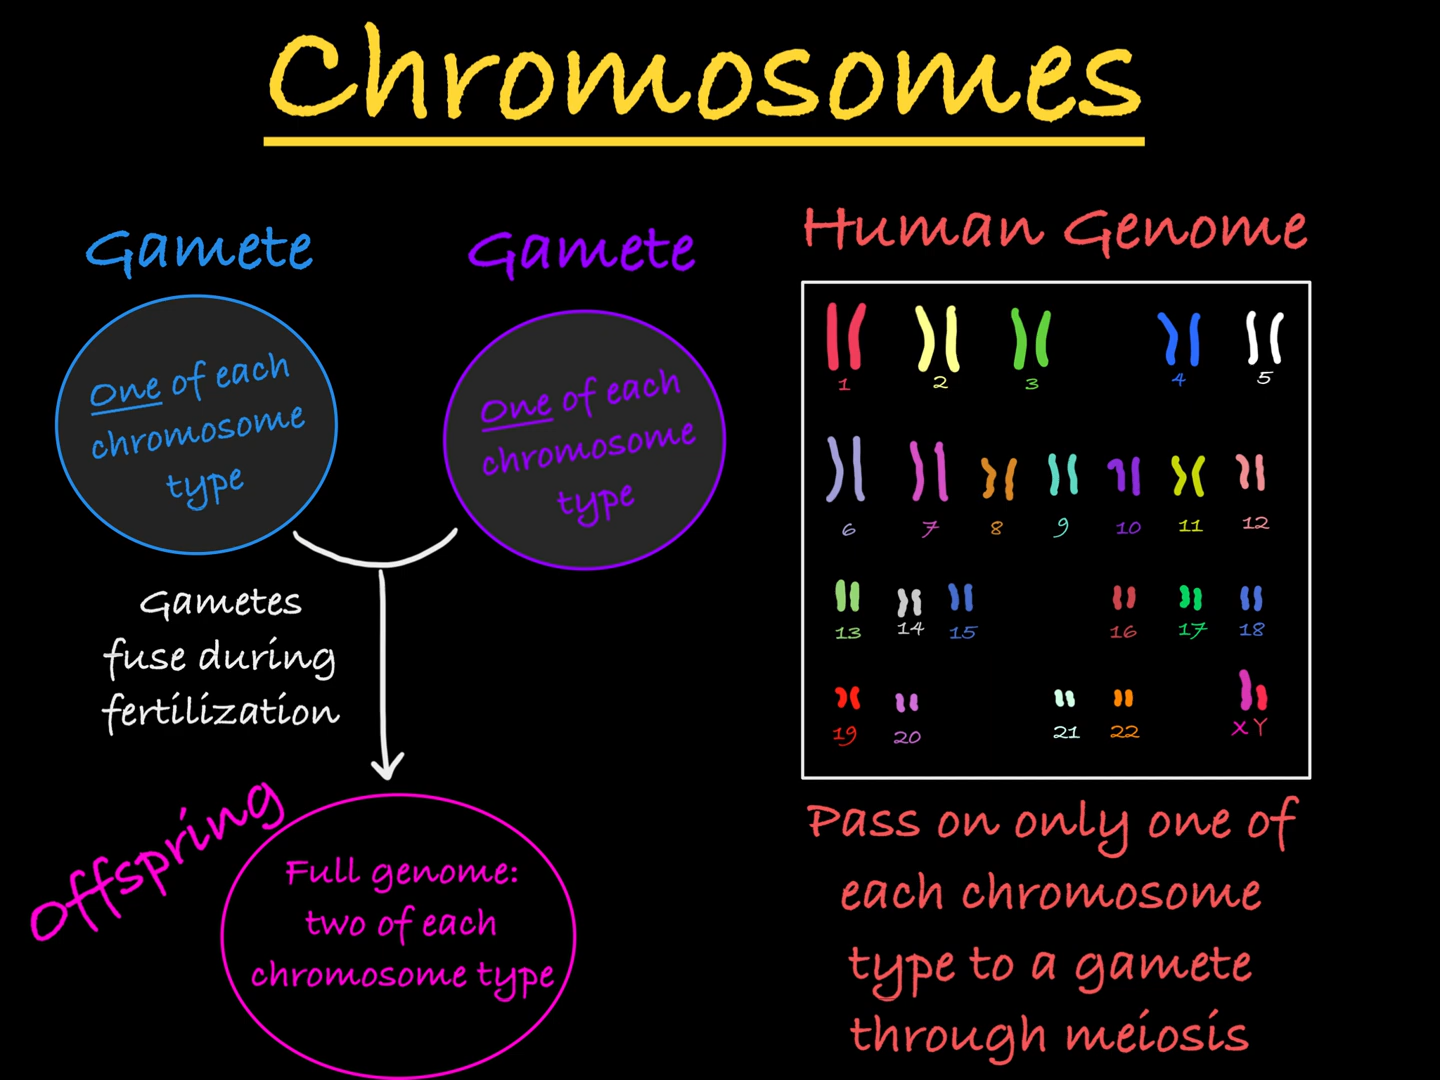 Chromosomes
Gamete
One of each
chromosome
type
Gamete
One of each
chromosome
type
Gametes
fuse during
fertilization
offspring
Full genome:
two of each
chromosome type
Human Genome
1 2 3 4 5
6 7 8 9 10 11 12
13 14 15 16 17 18
19 20 21 22 X Y
Pass on only one of
each chromosome
type to a gamete
through meiosis